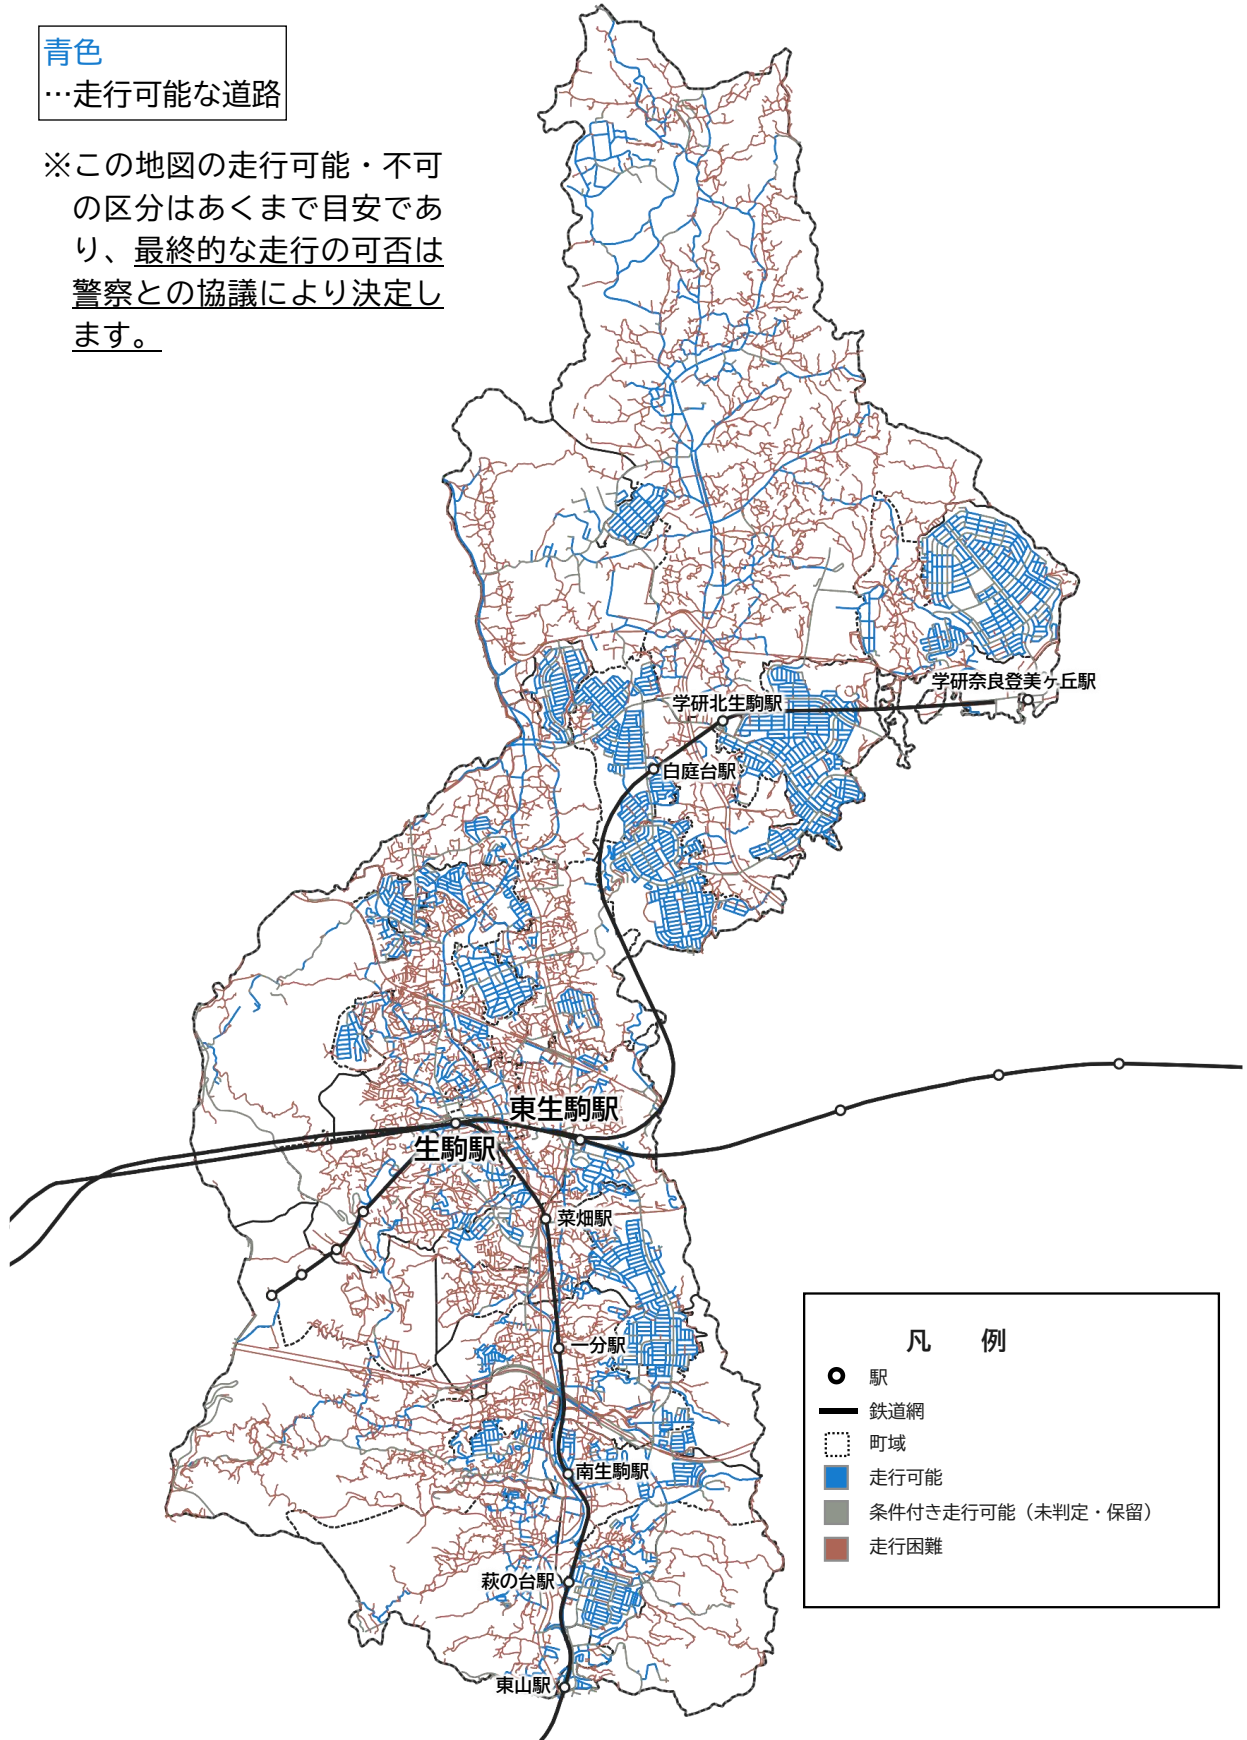 青色
…走行可能な道路
※この地図の走行可能・不可
の区分はあくまで目安であ
り、最終的な走行の可否は
警察との協議により決定し
ます。
学研奈良登美ヶ丘駅
学研北生駒駅
白庭台駅
東生駒駅
生駒駅
菜畑駅
一分駅
南生駒駅
萩の台駅
東山駅
凡 例
駅
鉄道網
町域
走行可能
条件付き走行可能（未判定・保留）
走行困難